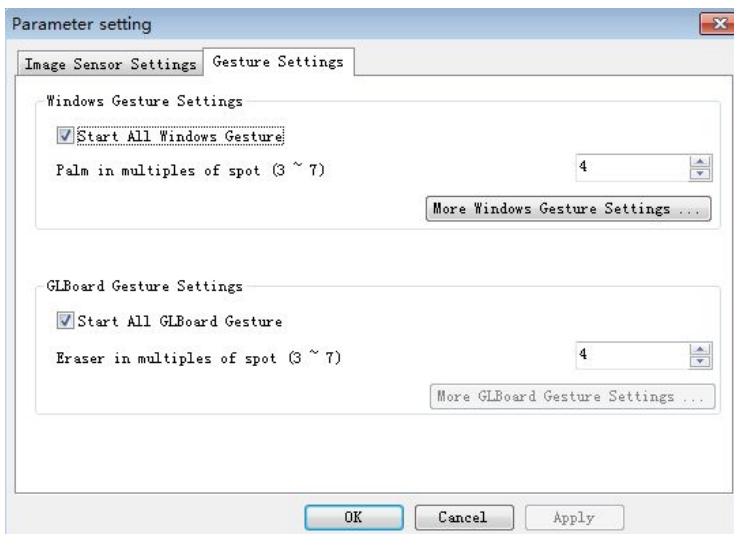 Parameter setting
Image Sensor Settings Gesture Settings
Windows Gesture Settings
Start All Windows Gesture
Palm in multiples of spot (3 ~ 7) 4
More Windows Gesture Settings ...
GLBoard Gesture Settings
Start All GLBoard Gesture
Eraser in multiples of spot (3 ~ 7) 4
More GLBoard Gesture Settings ...
OK Cancel Apply